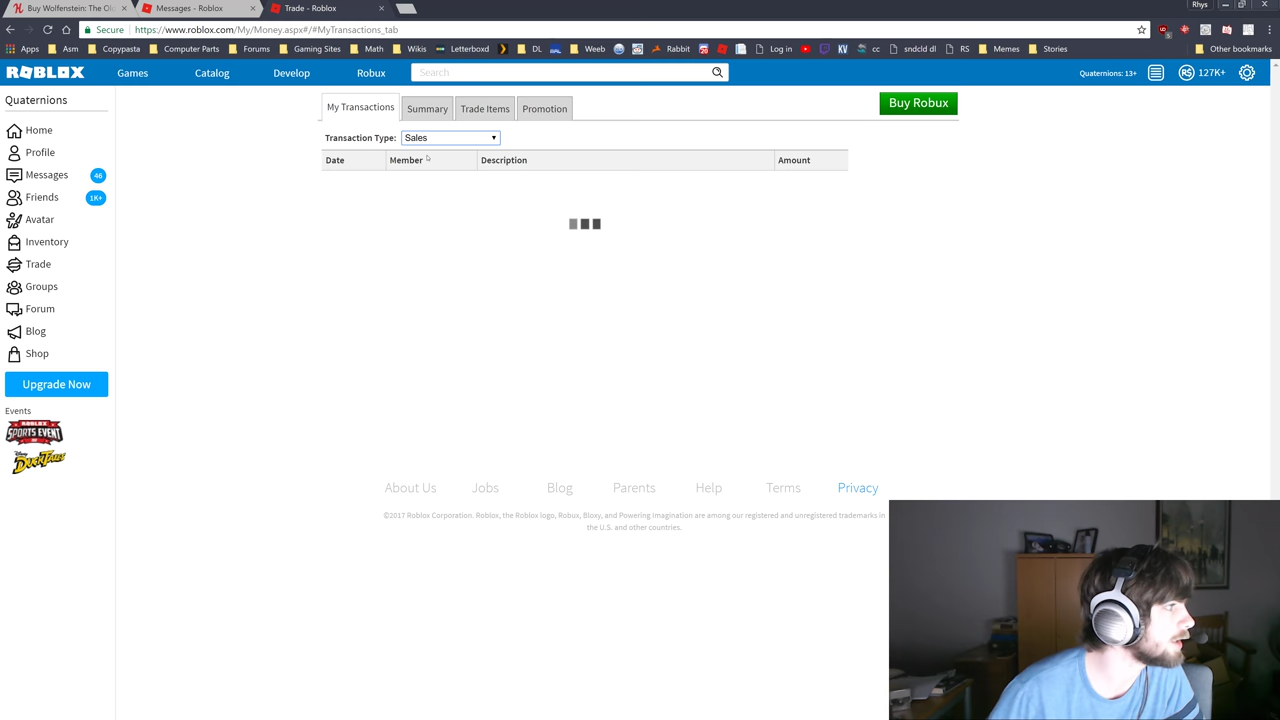 Buy Wolfenstein: The Ol
Messages - Roblox
Trade - Roblox
Rhys
Secure
https://www.roblox.com/My/Money.aspx#/#MyTransactions_tab
Apps
Asm
Copypasta
Computer Parts
Forums
Gaming Sites
Math
Wikis
Letterboxd
DL
Weeb
Rabbit
Log in
KV
cc
sndcld dl
RS
Memes
Stories
Other bookmarks
ROBLOX
Games
Catalog
Develop
Robux
Search
Quaternions: 13+
R$
127K+
Quaternions
Home
Profile
Messages 46
Friends 1K+
Avatar
Inventory
Trade
Groups
Forum
Blog
Shop
Upgrade Now
Events
ROBLOX
SPORTS EVENT
Disney
DUCKTALES
My Transactions
Summary
Trade Items
Promotion
Buy Robux
Transaction Type: Sales
Date
Member
Description
Amount
About Us
Jobs
Blog
Parents
Help
Terms
Privacy
©2017 Roblox Corporation. Roblox, the Roblox logo, Robux, Bloxy, and Powering Imagination are among our registered and unregistered trademarks in
the U.S. and other countries.